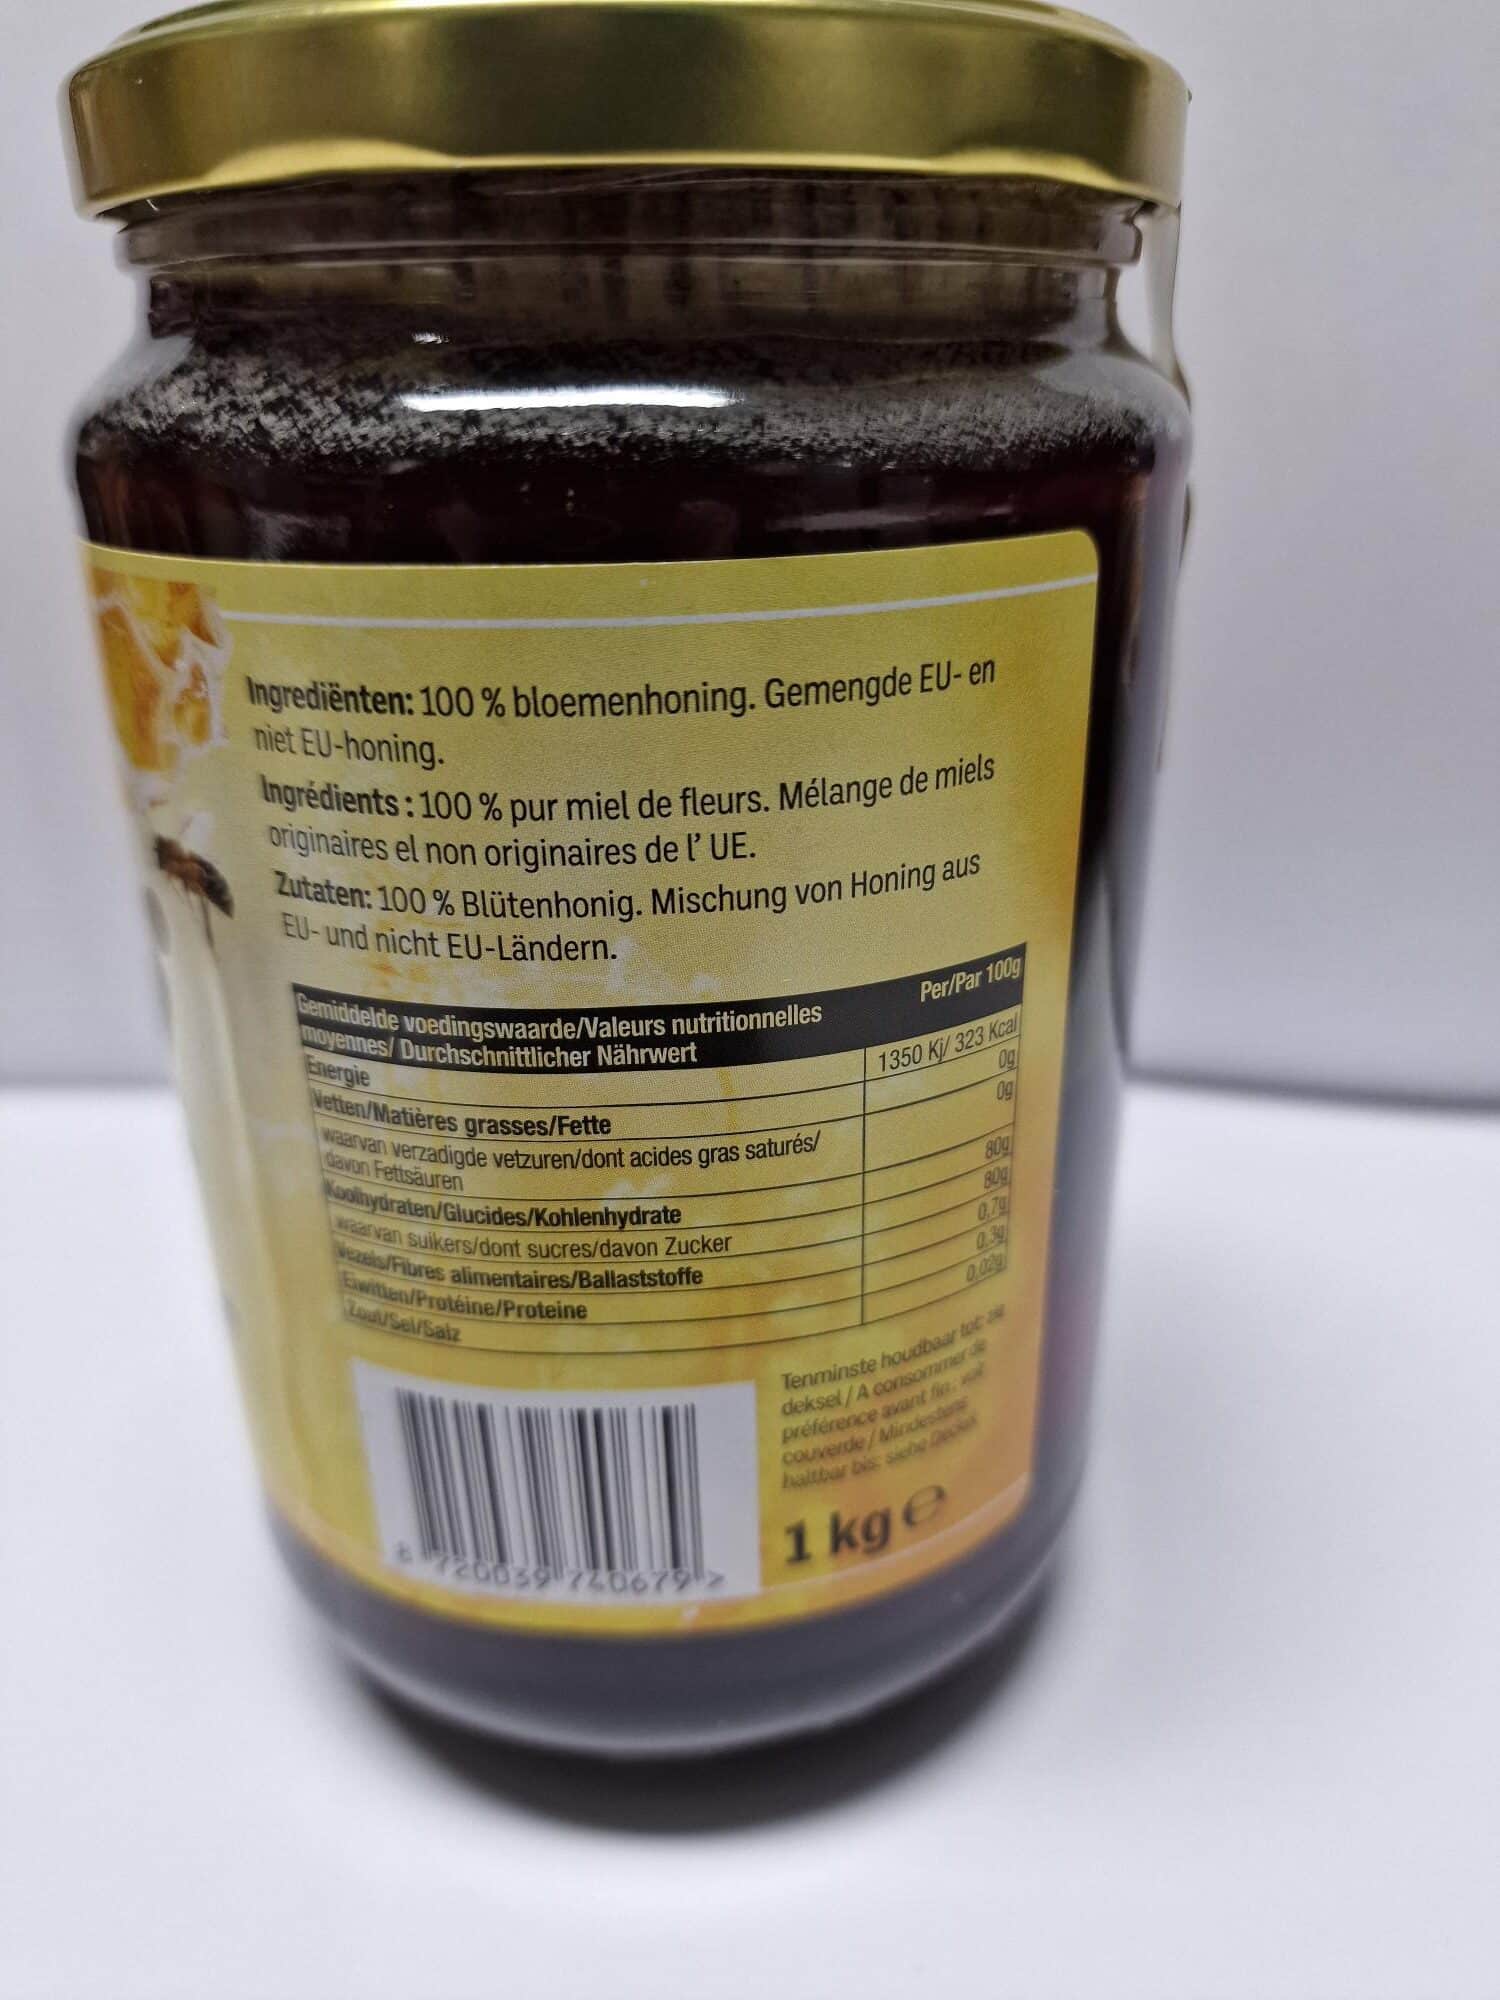 Ingrediënten: 100 % bloemenhoning. Gemengde EU- en
niet EU-honing.
Ingrédients : 100 % pur miel de fleurs. Mélange de miels
originaires el non originaires de l' UE.
Zutaten: 100 % Blütenhonig. Mischung von Honing aus
EU- und nicht EU-Ländern.
Gemiddelde voedingswaarde/Valeurs nutritionnelles
moyennes/ Durchschnittlicher Nährwert
Per/Par 100g
Energie 1350 Kj/ 323 Kcal
Vetten/Matières grasses/Fette 0g
waarvan verzadigde vetzuren/dont acides gras saturés/ 0g
davon Fettsäuren
Koolhydraten/Glucides/Kohlenhydrate 80g
waarvan suikers/dont sucres/davon Zucker 80g
Vezels/Fibres alimentaires/Ballaststoffe 0,7g
Eiwitten/Protéine/Proteine 0,3g
Zout/Sel/Salz 0,02g
Tenminste houdbaar tot: zie
deksel / A consommer de
préférence avant fin: voir
couverde / Mindestens
haltbar bis: siehe Deckel
8 720039 740679 >
1 kg ℮